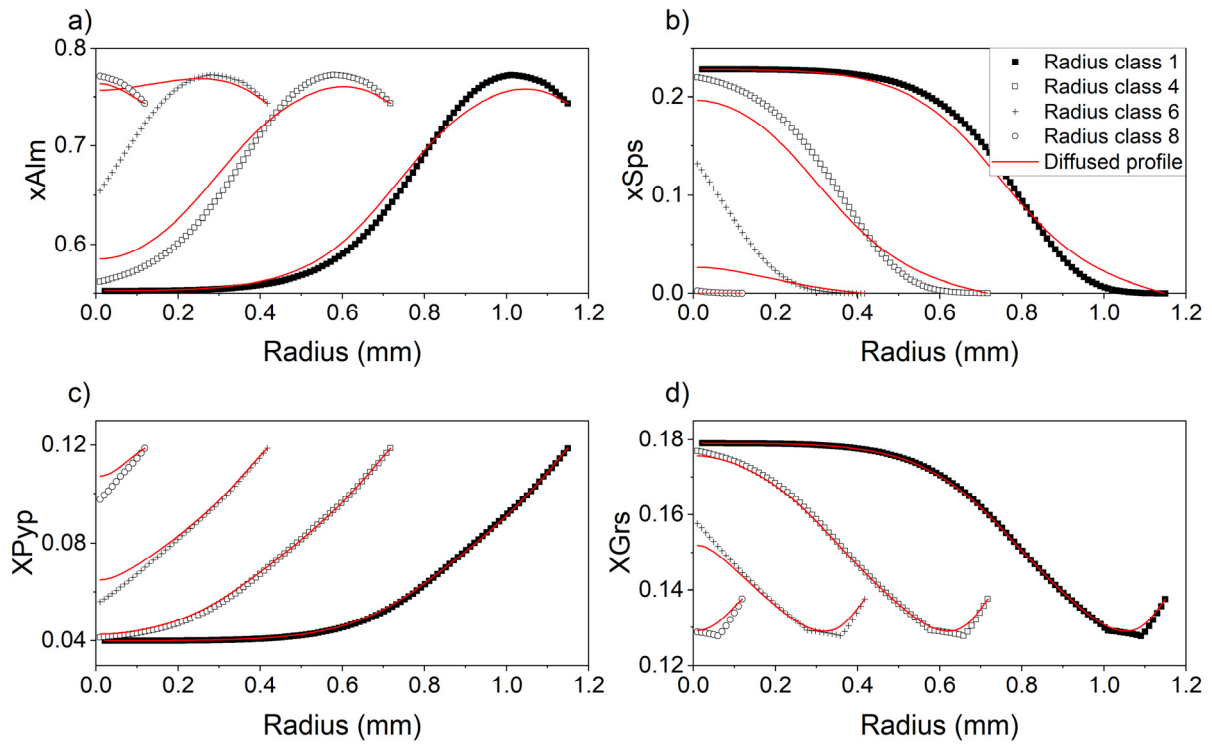 a)
0.8
0.7
0.6
xAlm
0.0 0.2 0.4 0.6 0.8 1.0 1.2
Radius (mm)
b)
0.2
0.1
0.0
xSps
Radius class 1
Radius class 4
Radius class 6
Radius class 8
Diffused profile
0.0 0.2 0.4 0.6 0.8 1.0 1.2
Radius (mm)
c)
0.12
0.08
0.04
XPyp
0.0 0.2 0.4 0.6 0.8 1.0 1.2
Radius (mm)
d)
0.18
0.16
0.14
0.12
XGrs
0.0 0.2 0.4 0.6 0.8 1.0 1.2
Radius (mm)